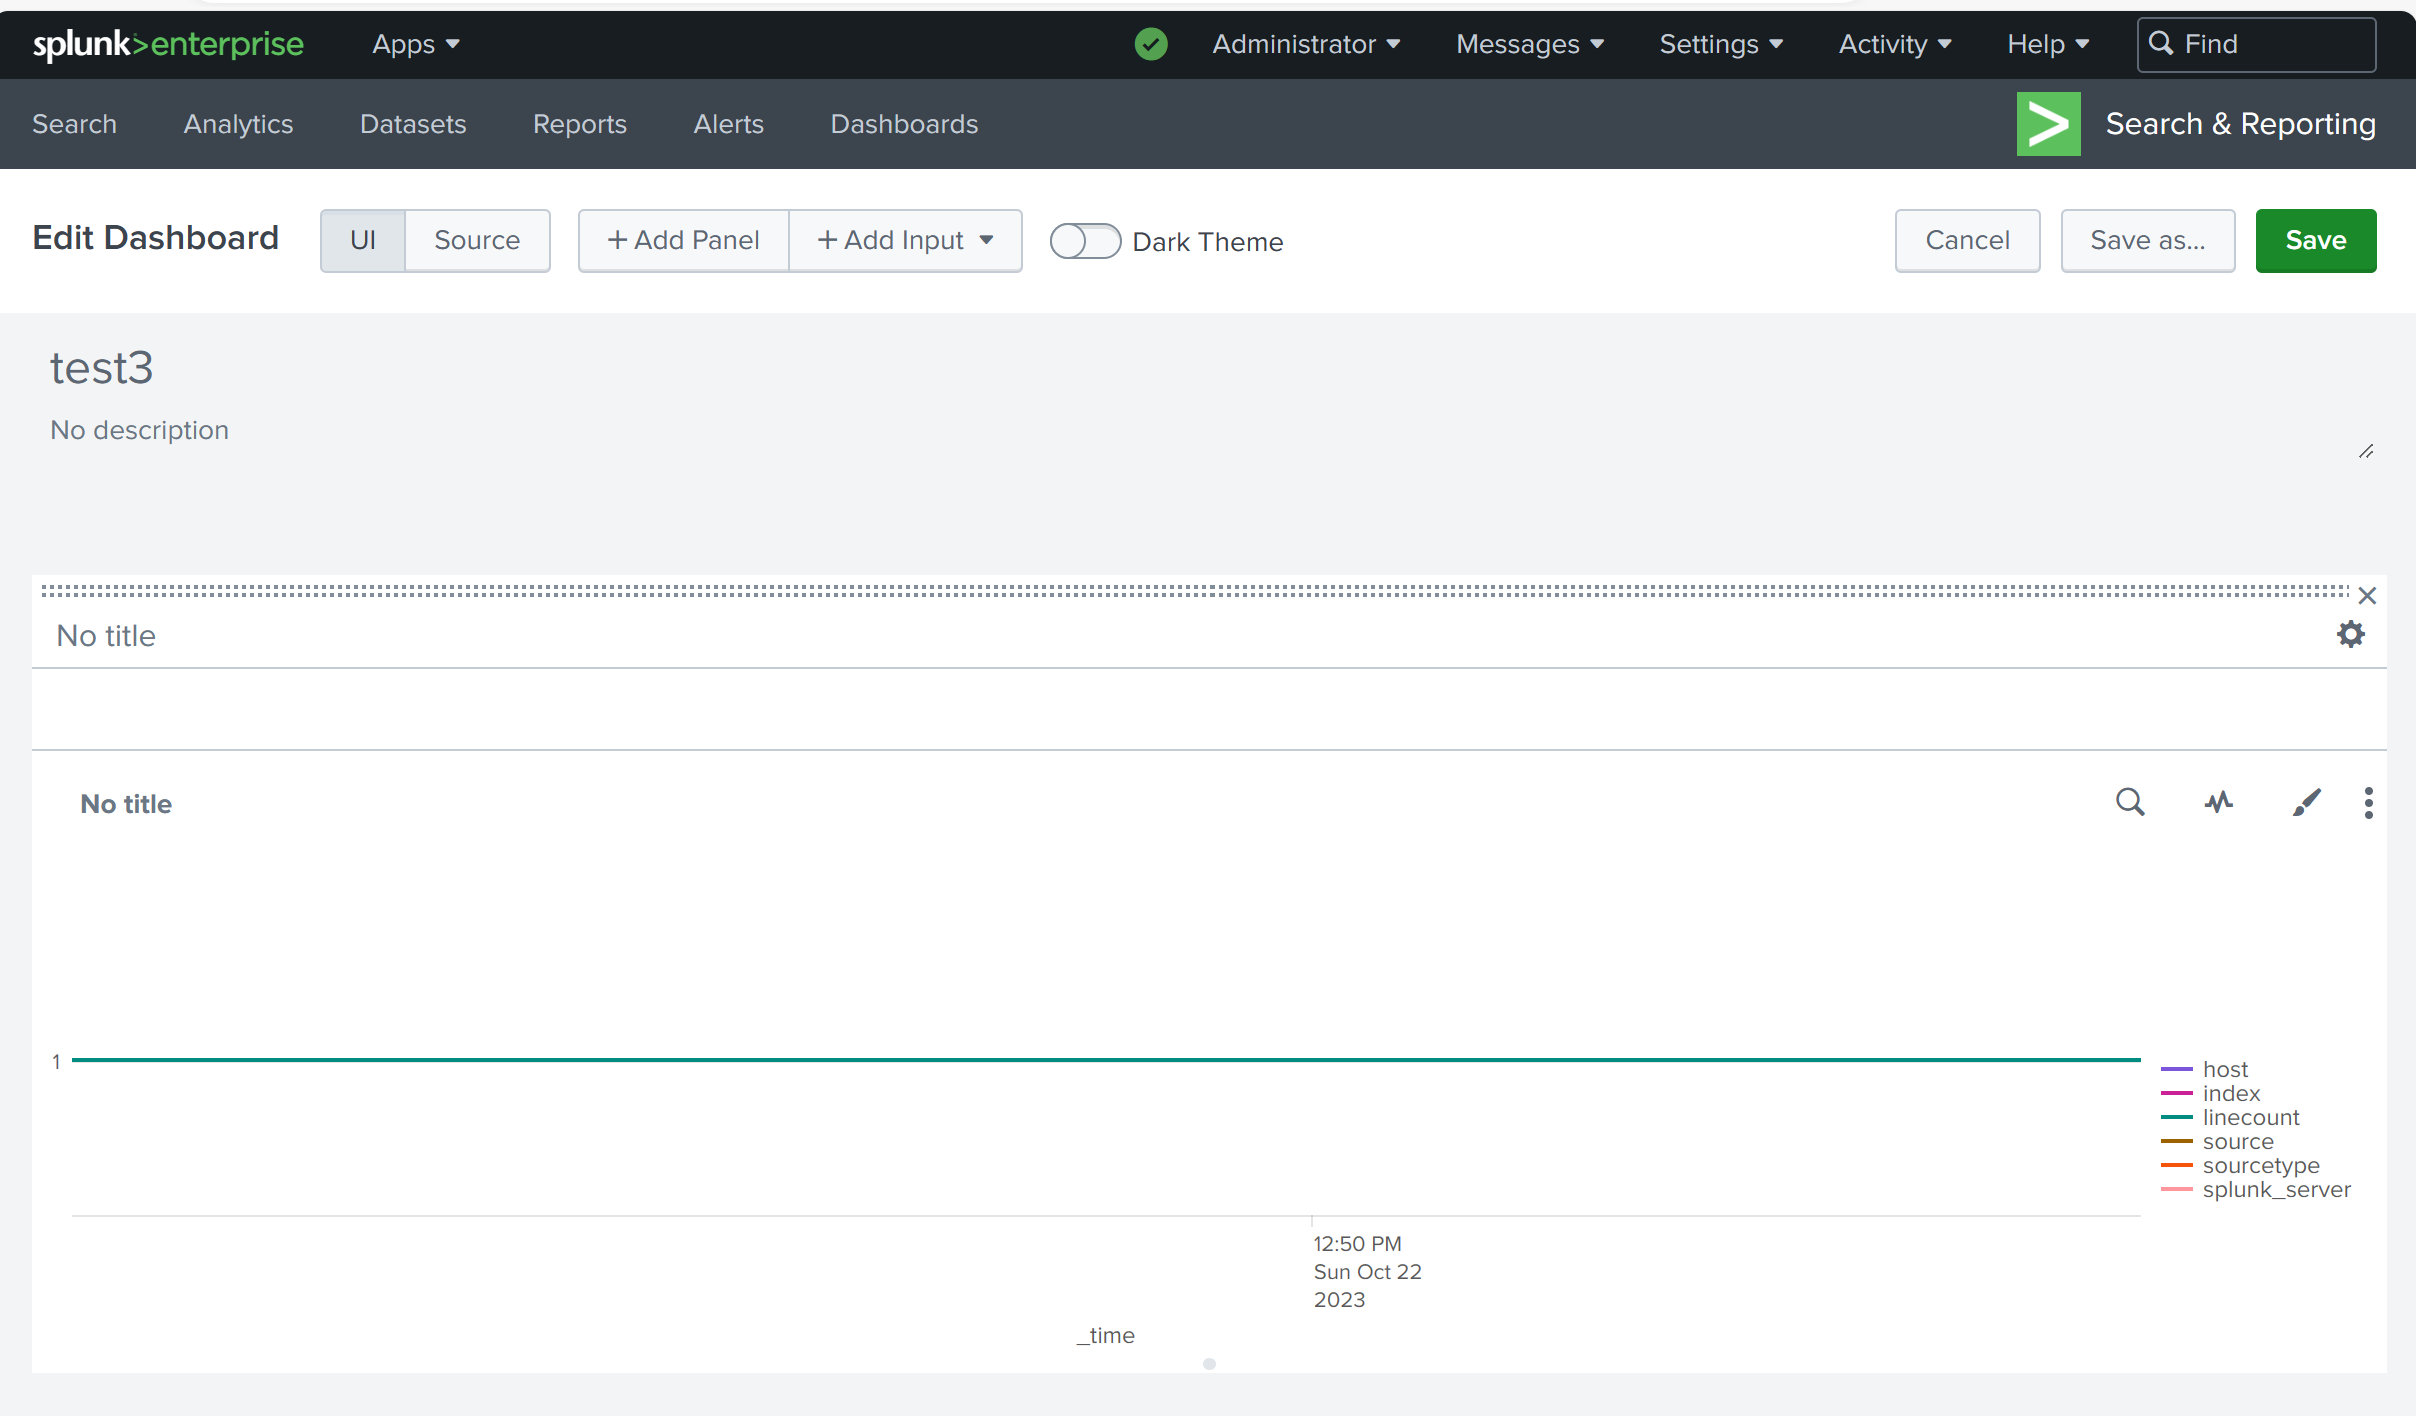 splunk>enterprise Apps Administrator Messages Settings Activity Help Find
Search Analytics Datasets Reports Alerts Dashboards Search & Reporting
Edit Dashboard UI Source + Add Panel + Add Input Dark Theme Cancel Save as... Save
test3
No description
No title
No title
1
host
index
linecount
source
sourcetype
splunk_server
12:50 PM
Sun Oct 22
2023
_time